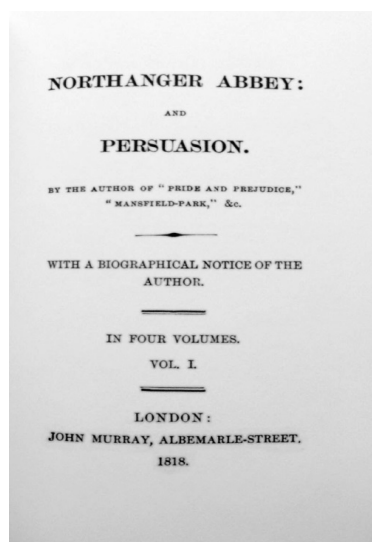 NORTHANGER ABBEY:
AND
PERSUASION.
BY THE AUTHOR OF "PRIDE AND PREJUDICE,"
"MANSFIELD-PARK," &c.
WITH A BIOGRAPHICAL NOTICE OF THE
AUTHOR.
IN FOUR VOLUMES.
VOL. I.
LONDON:
JOHN MURRAY, ALBEMARLE-STREET.
1818.